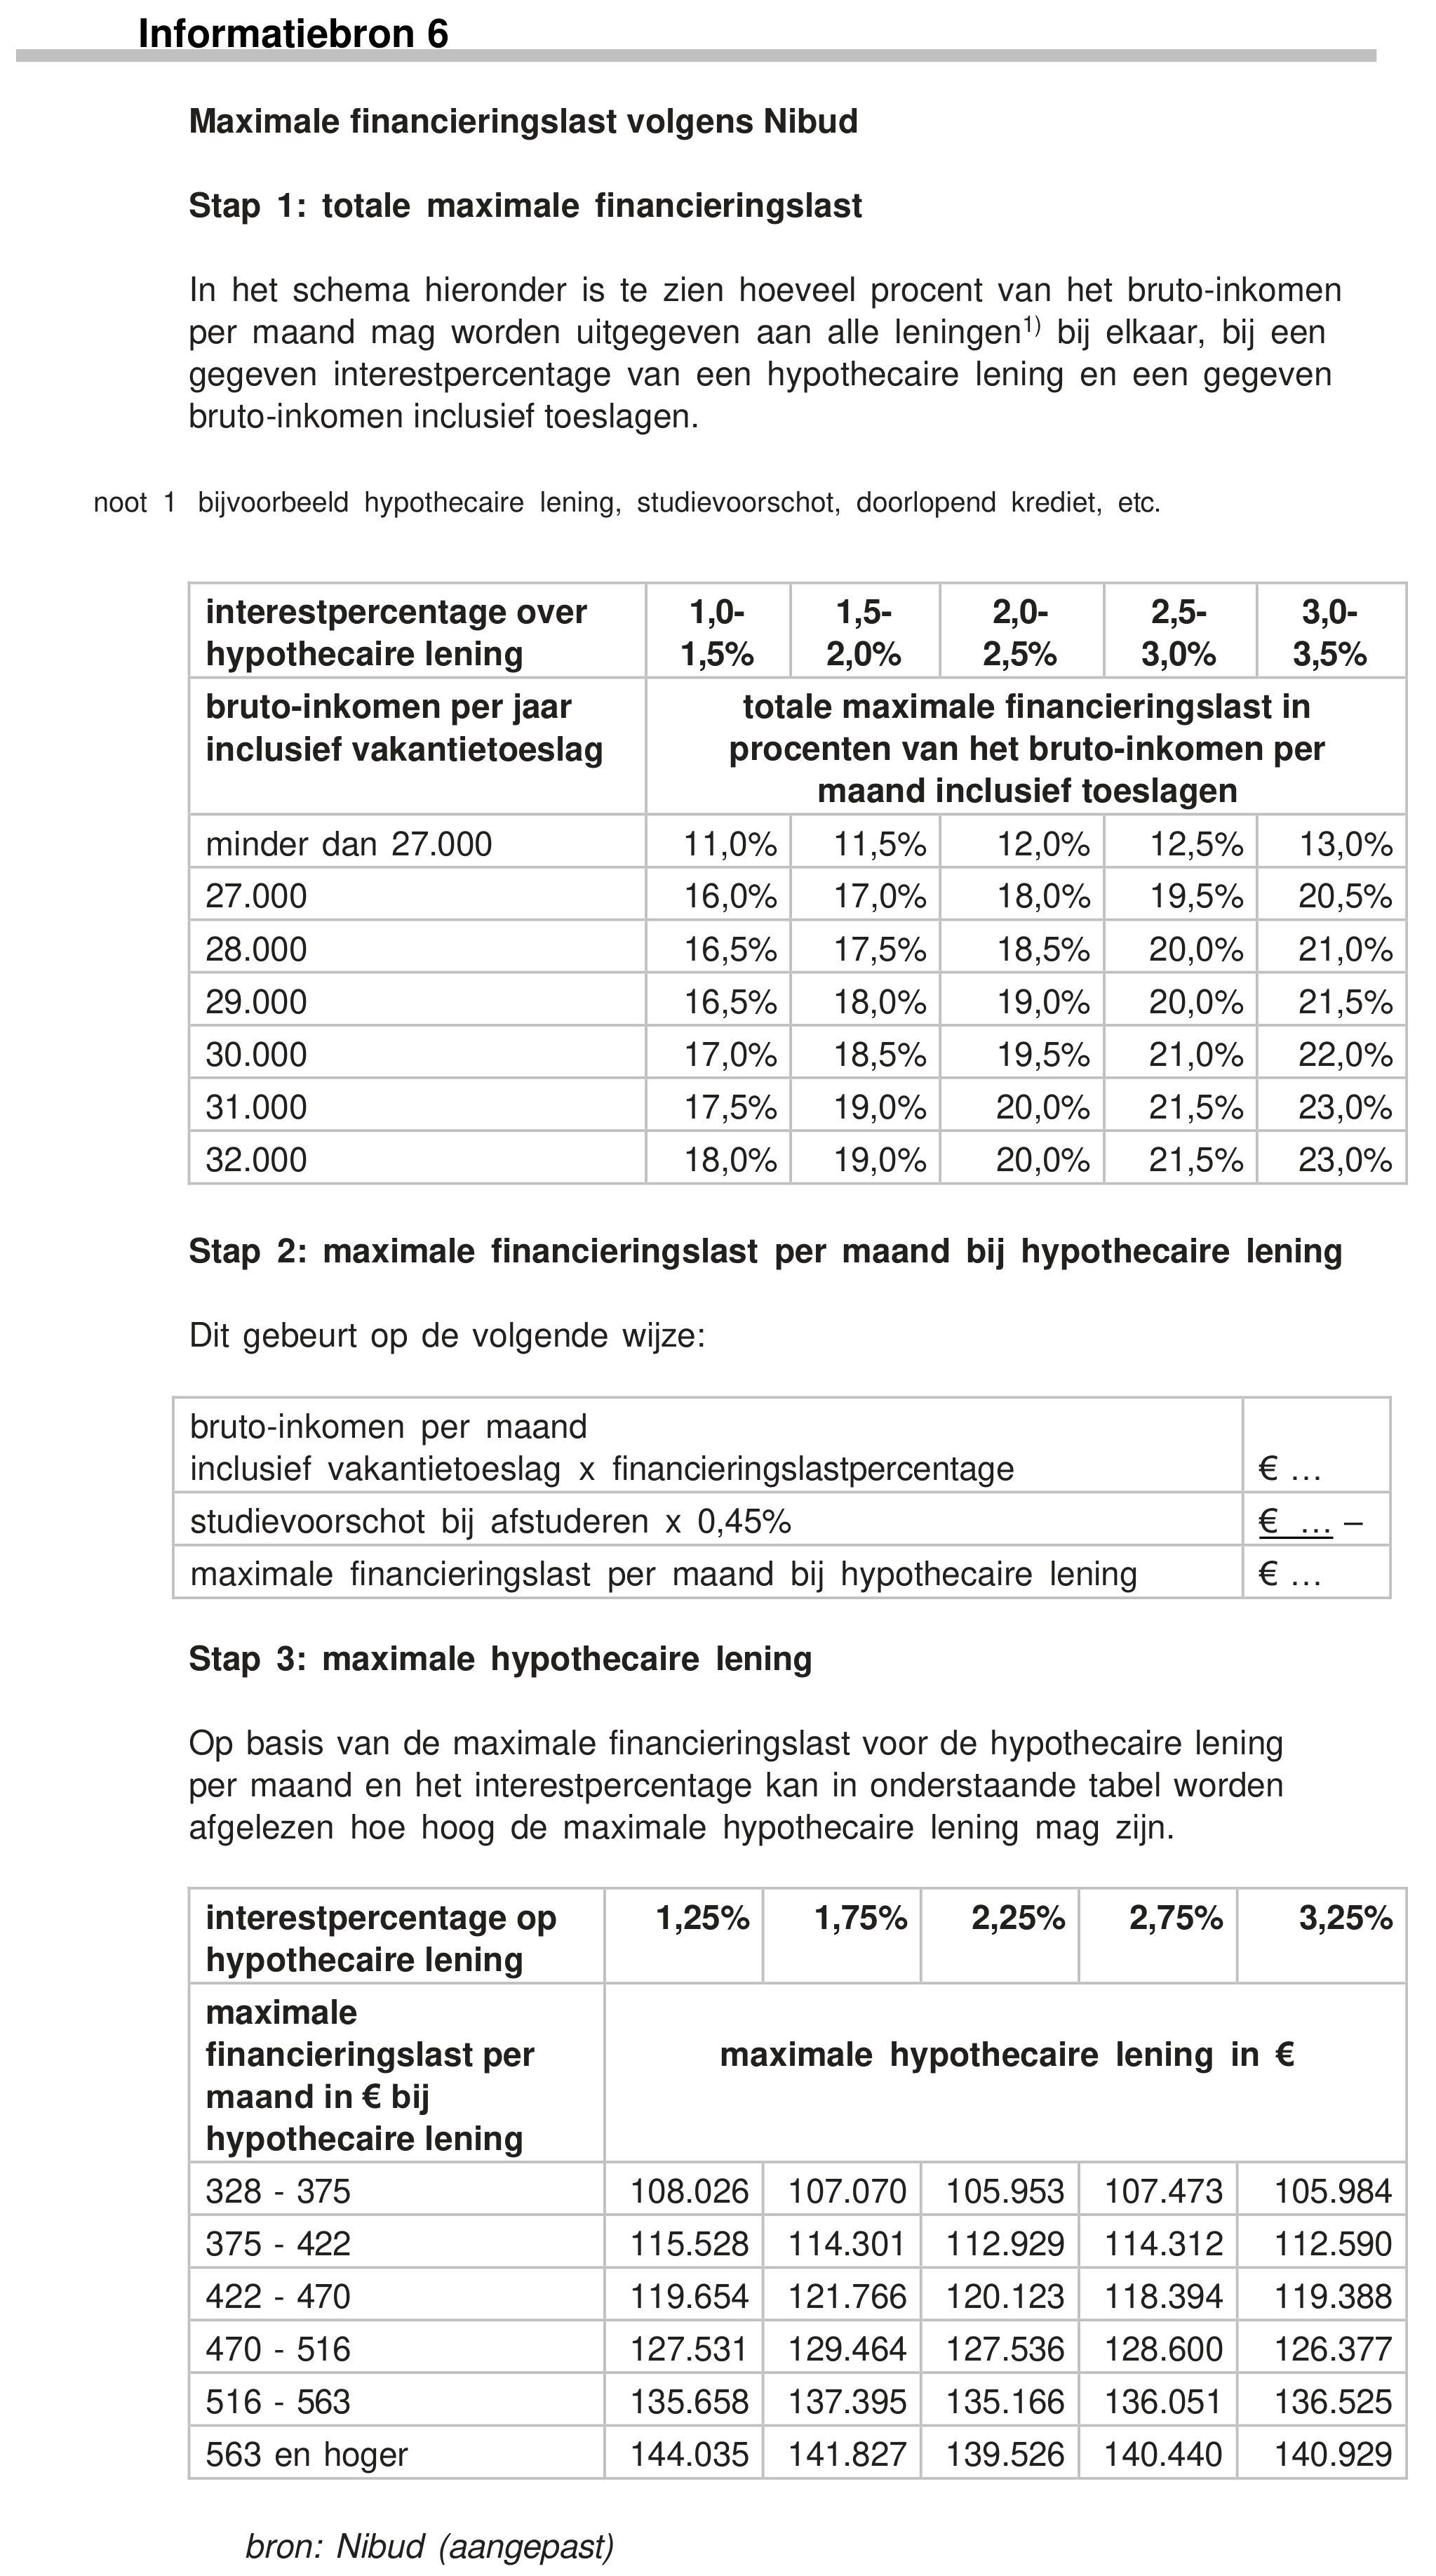 Informatiebron 6
Maximale financieringslast volgens Nibud
Stap 1: totale maximale financieringslast
In het schema hieronder is te zien hoeveel procent van het bruto-inkomen
per maand mag worden uitgegeven aan alle leningen1) bij elkaar, bij een
gegeven interestpercentage van een hypothecaire lening en een gegeven
bruto-inkomen inclusief toeslagen.
noot 1 bijvoorbeeld hypothecaire lening, studievoorschot, doorlopend krediet, etc.
interestpercentage over 1,0- 1,5- 2,0- 2,5- 3,0-
hypothecaire lening 1,5% 2,0% 2,5% 3,0% 3,5%
bruto-inkomen per jaar totale maximale financieringslast in
inclusief vakantietoeslag procenten van het bruto-inkomen per
maand inclusief toeslagen
minder dan 27.000 11,0% 11,5% 12,0% 12,5% 13,0%
27.000 16,0% 17,0% 18,0% 19,5% 20,5%
28.000 16,5% 17,5% 18,5% 20,0% 21,0%
29.000 16,5% 18,0% 19,0% 20,0% 21,5%
30.000 17,0% 18,5% 19,5% 21,0% 22,0%
31.000 17,5% 19,0% 20,0% 21,5% 23,0%
32.000 18,0% 19,0% 20,0% 21,5% 23,0%
Stap 2: maximale financieringslast per maand bij hypothecaire lening
Dit gebeurt op de volgende wijze:
bruto-inkomen per maand
inclusief vakantietoeslag x financieringslastpercentage € …
studievoorschot bij afstuderen x 0,45% € … –
maximale financieringslast per maand bij hypothecaire lening € …
Stap 3: maximale hypothecaire lening
Op basis van de maximale financieringslast voor de hypothecaire lening
per maand en het interestpercentage kan in onderstaande tabel worden
afgelezen hoe hoog de maximale hypothecaire lening mag zijn.
interestpercentage op 1,25% 1,75% 2,25% 2,75% 3,25%
hypothecaire lening
maximale
financieringslast per maximale hypothecaire lening in €
maand in € bij
hypothecaire lening
328 - 375 108.026 107.070 105.953 107.473 105.984
375 - 422 115.528 114.301 112.929 114.312 112.590
422 - 470 119.654 121.766 120.123 118.394 119.388
470 - 516 127.531 129.464 127.536 128.600 126.377
516 - 563 135.658 137.395 135.166 136.051 136.525
563 en hoger 144.035 141.827 139.526 140.440 140.929
bron: Nibud (aangepast)